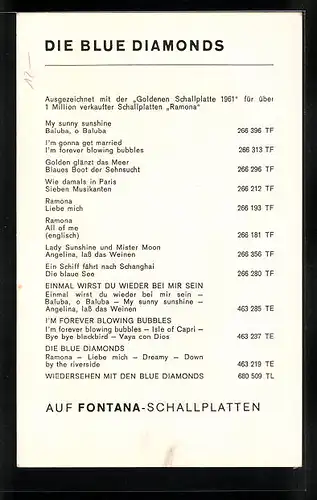 17.-
DIE BLUE DIAMONDS
Ausgezeichnet mit der „Goldenen Schallplatte 1961" für über
1 Million verkaufter Schallplatten „Ramona"
My sunny sunshine
Baluba, o Baluba 266 396 TF
I'm gonna get married
I'm forever blowing bubbles 266 313 TF
Golden glänzt das Meer
Blaues Boot der Sehnsucht 266 296 TF
Wie damals in Paris
Sieben Musikanten 266 212 TF
Ramona
Liebe mich 266 193 TF
Ramona
All of me
(englisch) 266 181 TF
Lady Sunshine und Mister Moon
Angelina, laß das Weinen 266 356 TF
Ein Schiff fährt nach Schanghai
Die blaue See 266 280 TF
EINMAL WIRST DU WIEDER BEI MIR SEIN
Einmal wirst du wieder bei mir sein –
Baluba, o Baluba – My sunny sunshine –
Angelina, laß das Weinen 463 285 TE
I'M FOREVER BLOWING BUBBLES
I'm forever blowing bubbles – Isle of Capri –
Bye bye blackbird – Vaya con Dios 463 237 TE
DIE BLUE DIAMONDS
Ramona – Liebe mich – Dreamy – Down
by the riverside 463 219 TE
WIEDERSEHEN MIT DEN BLUE DIAMONDS 680 509 TL
AUF FONTANA-SCHALLPLATTEN